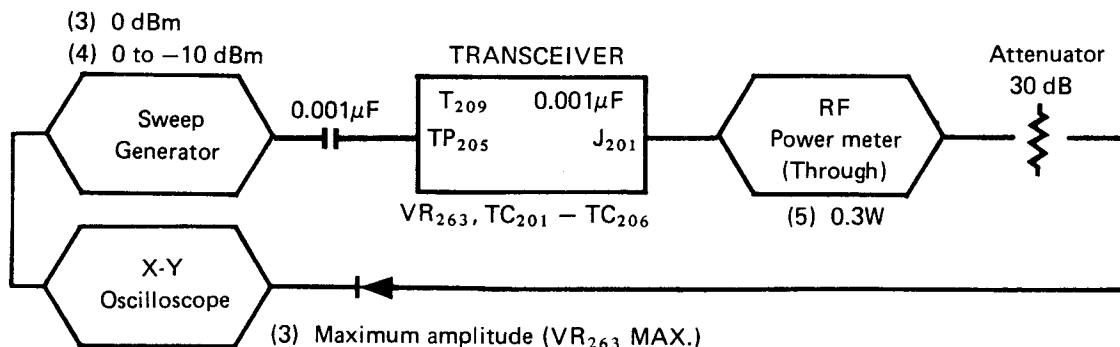 (3) 0 dBm
(4) 0 to −10 dBm
TRANSCEIVER
Attenuator
30 dB
Sweep
Generator
0.001μF
T209 0.001μF
TP205 J201
RF
Power meter
(Through)
VR263, TC201 − TC206
(5) 0.3W
X-Y
Oscilloscope
(3) Maximum amplitude (VR263 MAX.)